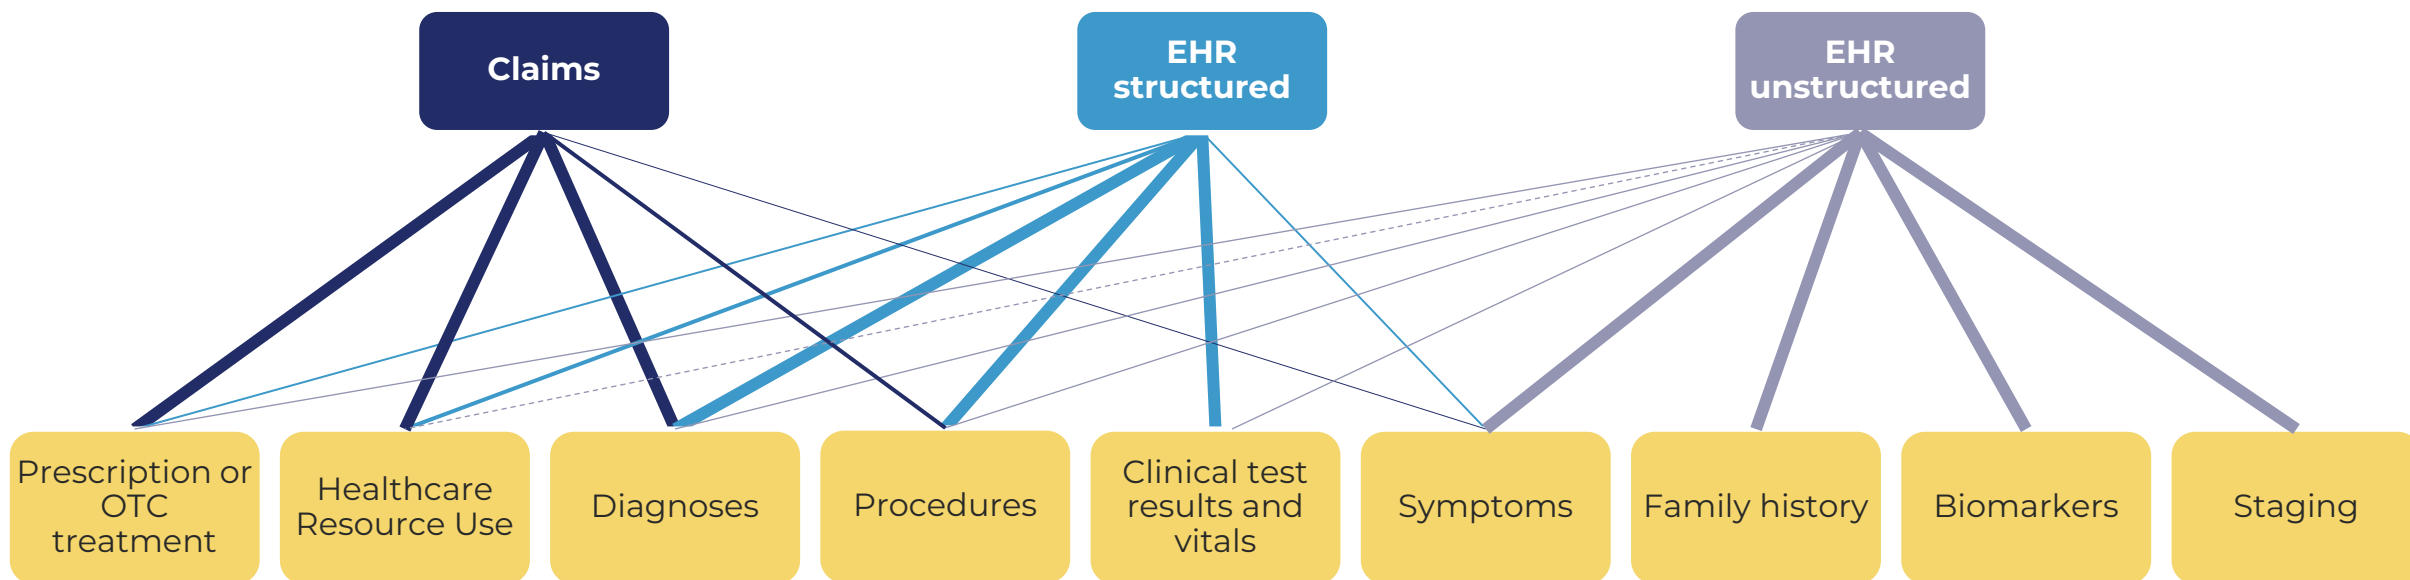 Claims
EHR
structured
EHR
unstructured
Prescription or
OTC
treatment
Healthcare
Resource Use
Diagnoses
Procedures
Clinical test
results and
vitals
Symptoms
Family history
Biomarkers
Staging